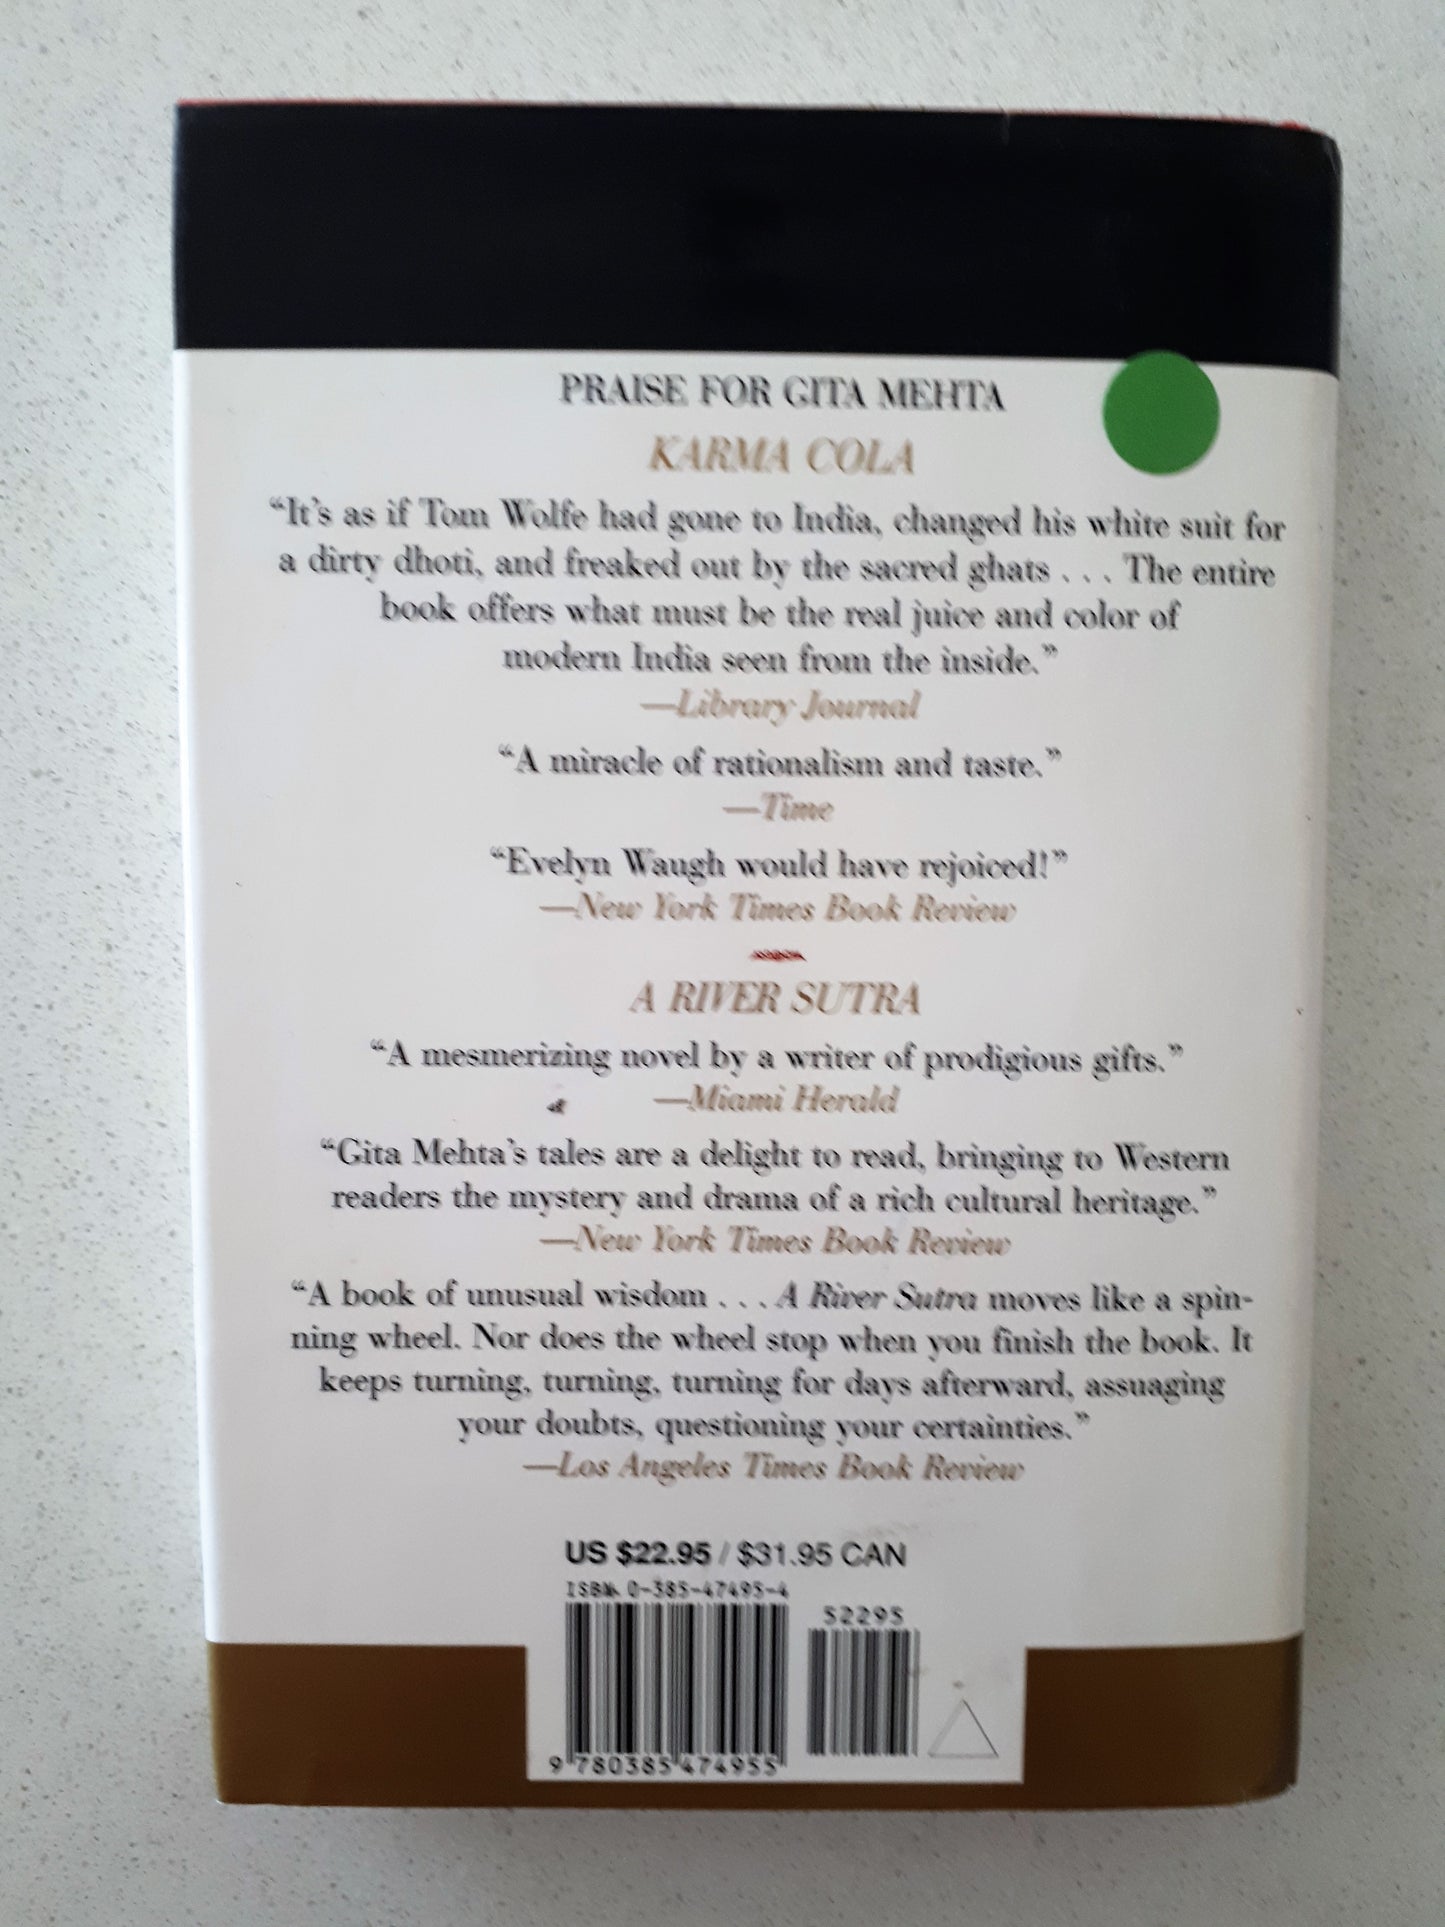 PRAISE FOR GITA MEHTA
KARMA COLA
“It’s as if Tom Wolfe had gone to India, changed his white suit for
a dirty dhoti, and freaked out by the sacred ghats . . . The entire
book offers what must be the real juice and color of
modern India seen from the inside.”
—Library Journal
“A miracle of rationalism and taste.”
—Time
“Evelyn Waugh would have rejoiced!”
—New York Times Book Review
A RIVER SUTRA
“A mesmerizing novel by a writer of prodigious gifts.”
—Miami Herald
“Gita Mehta’s tales are a delight to read, bringing to Western
readers the mystery and drama of a rich cultural heritage.”
—New York Times Book Review
“A book of unusual wisdom . . . A River Sutra moves like a spin-
ning wheel. Nor does the wheel stop when you finish the book. It
keeps turning, turning, turning for days afterward, assuaging
your doubts, questioning your certainties.”
—Los Angeles Times Book Review
US $22.95 / $31.95 CAN
ISBN 0-385-47495-4
52295
9 780385 474955